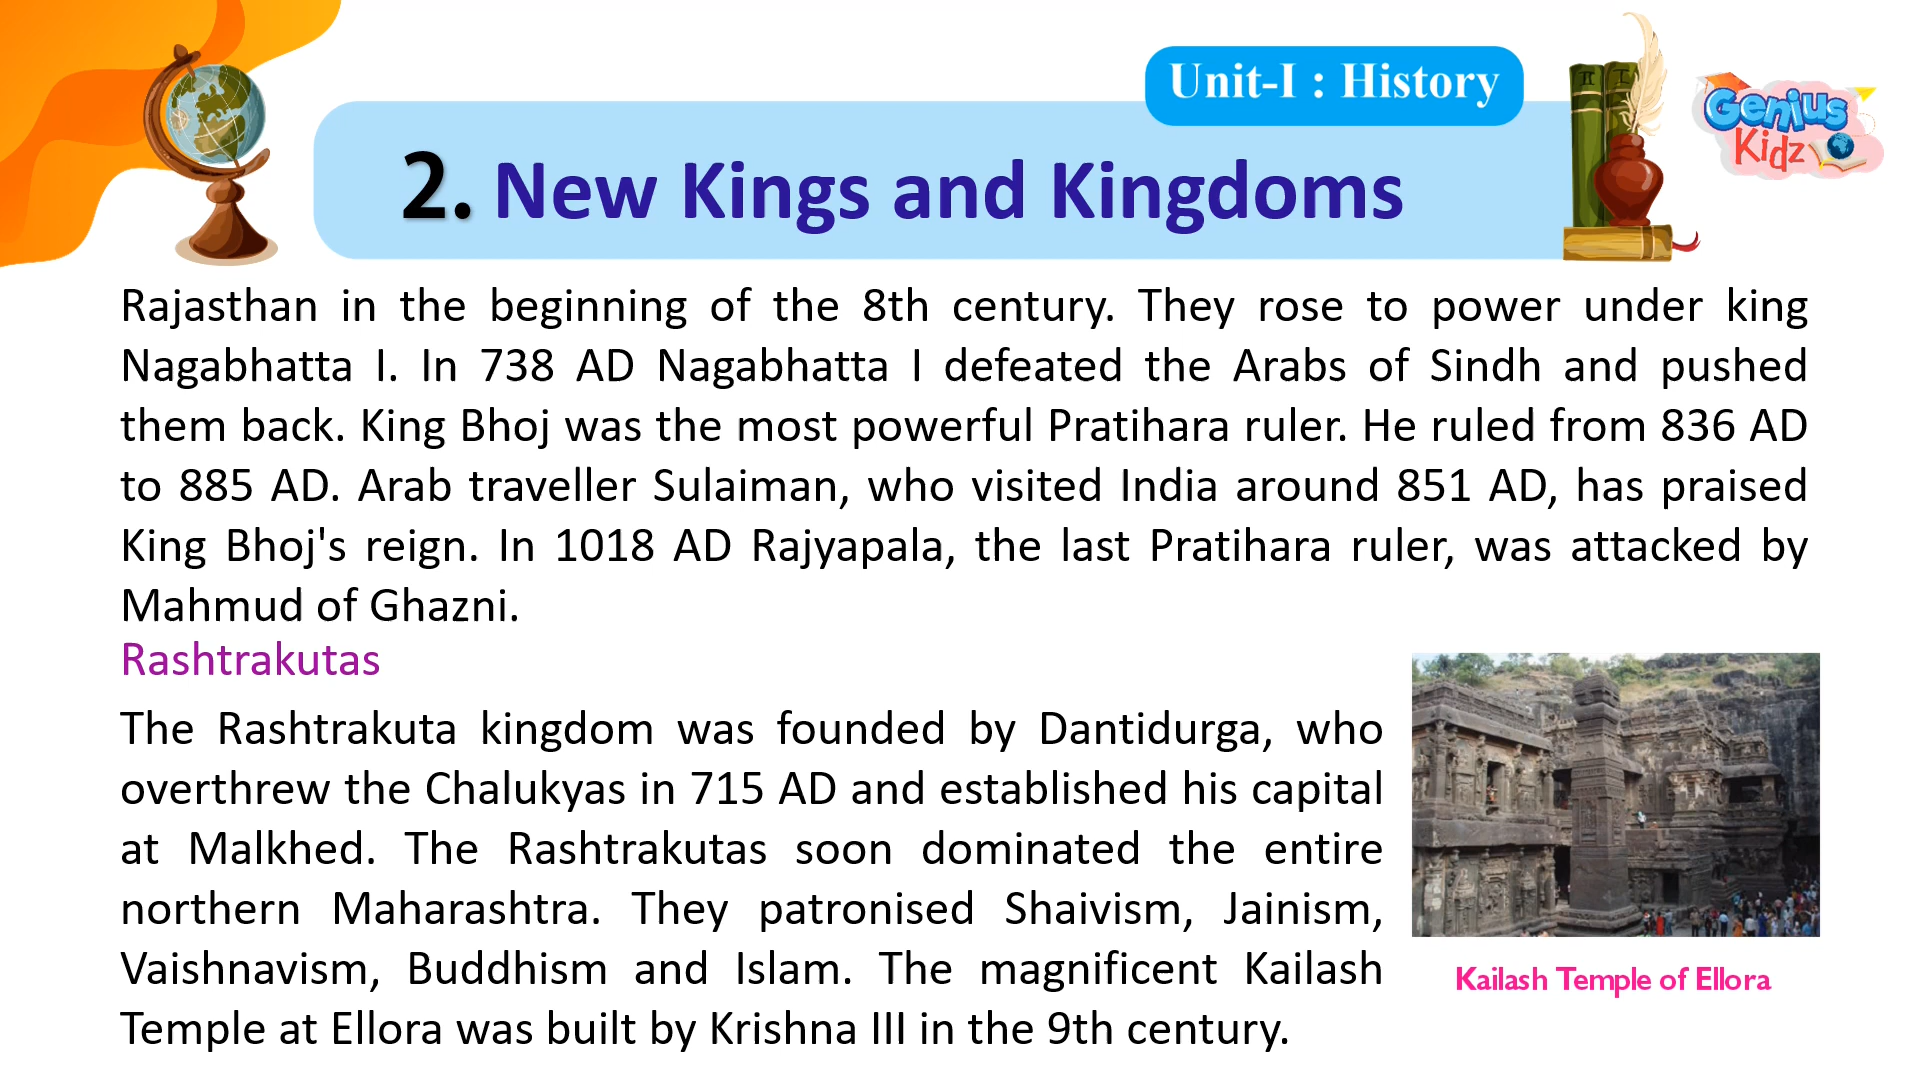 Unit-I : History
Genius
Kidz
2. New Kings and Kingdoms
Rajasthan in the beginning of the 8th century. They rose to power under king
Nagabhatta I. In 738 AD Nagabhatta I defeated the Arabs of Sindh and pushed
them back. King Bhoj was the most powerful Pratihara ruler. He ruled from 836 AD
to 885 AD. Arab traveller Sulaiman, who visited India around 851 AD, has praised
King Bhoj's reign. In 1018 AD Rajyapala, the last Pratihara ruler, was attacked by
Mahmud of Ghazni.
Rashtrakutas
The Rashtrakuta kingdom was founded by Dantidurga, who
overthrew the Chalukyas in 715 AD and established his capital
at Malkhed. The Rashtrakutas soon dominated the entire
northern Maharashtra. They patronised Shaivism, Jainism,
Vaishnavism, Buddhism and Islam. The magnificent Kailash
Temple at Ellora was built by Krishna III in the 9th century.
Kailash Temple of Ellora